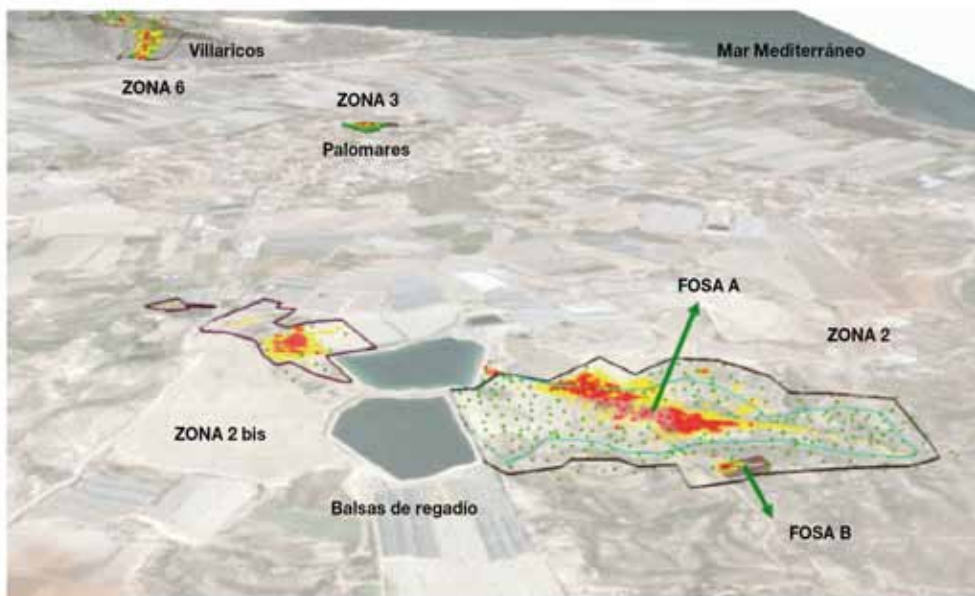 Villaricos
Mar Mediterráneo
ZONA 6
ZONA 3
Palomares
FOSA A
ZONA 2
ZONA 2 bis
Balsas de regadío
FOSA B